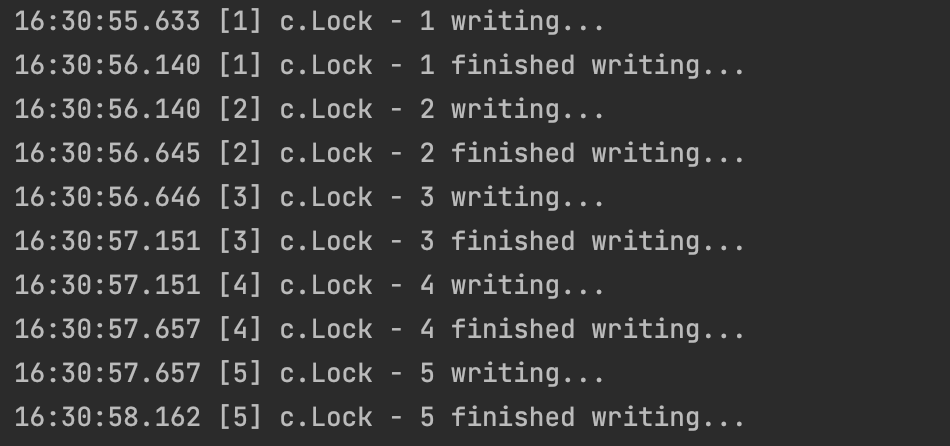 16:30:55.633 [1] c.Lock - 1 writing...
16:30:56.140 [1] c.Lock - 1 finished writing...
16:30:56.140 [2] c.Lock - 2 writing...
16:30:56.645 [2] c.Lock - 2 finished writing...
16:30:56.646 [3] c.Lock - 3 writing...
16:30:57.151 [3] c.Lock - 3 finished writing...
16:30:57.151 [4] c.Lock - 4 writing...
16:30:57.657 [4] c.Lock - 4 finished writing...
16:30:57.657 [5] c.Lock - 5 writing...
16:30:58.162 [5] c.Lock - 5 finished writing...